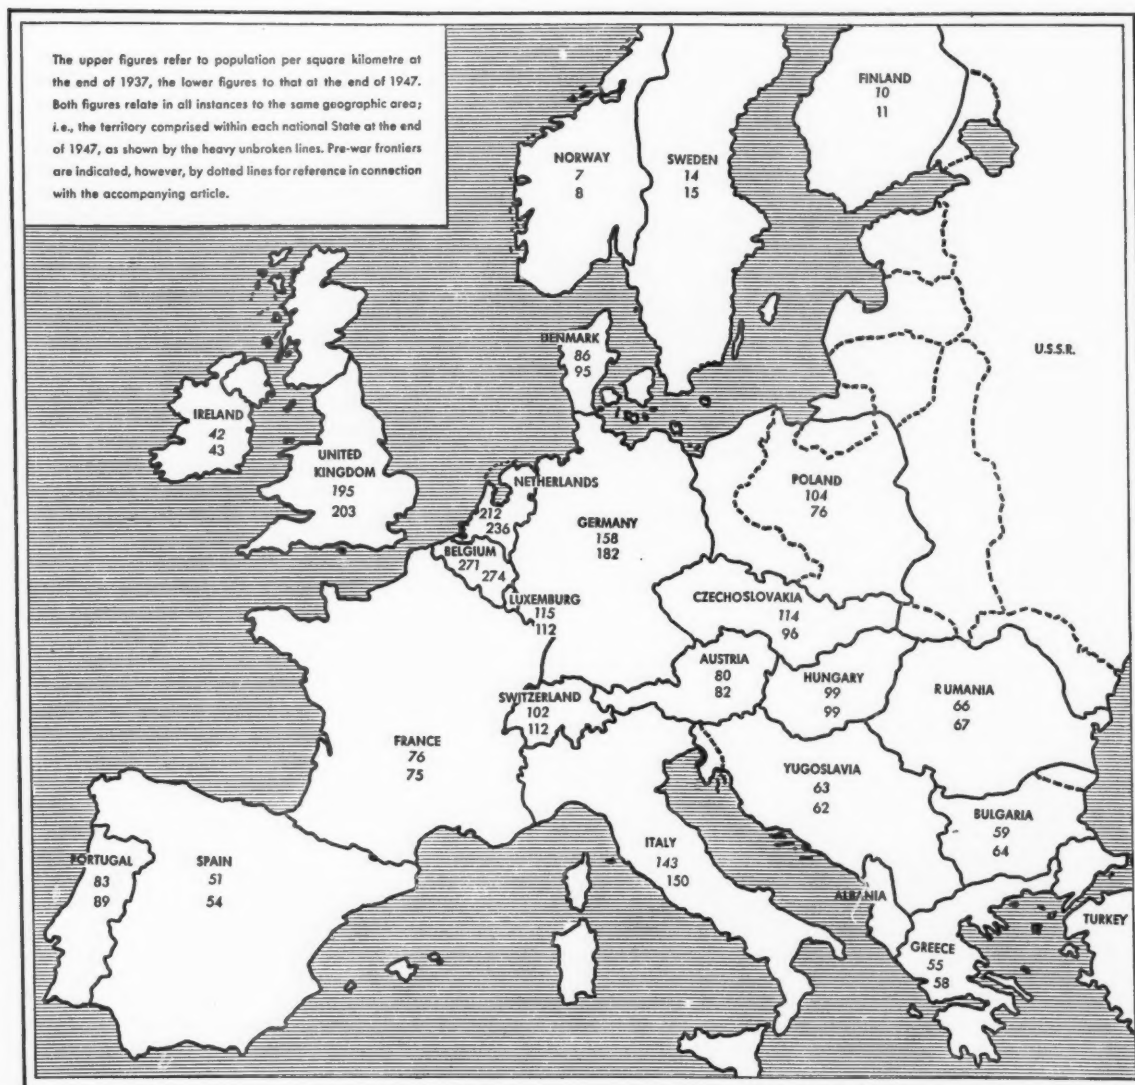 The upper figures refer to population per square kilometre at
the end of 1937, the lower figures to that at the end of 1947.
Both figures relate in all instances to the same geographic area;
i.e., the territory comprised within each national State at the end
of 1947, as shown by the heavy unbroken lines. Pre-war frontiers
are indicated, however, by dotted lines for reference in connection
with the accompanying article.
FINLAND
10
11
NORWAY
7
8
SWEDEN
14
15
U.S.S.R.
DENMARK
86
95
IRELAND
42
43
UNITED
KINGDOM
195
203
NETHERLANDS
212
236
GERMANY
158
182
POLAND
104
76
BELGIUM
271
274
LUXEMBURG
115
112
CZECHOSLOVAKIA
114
96
AUSTRIA
80
82
HUNGARY
99
99
RUMANIA
66
67
SWITZERLAND
102
112
FRANCE
76
75
YUGOSLAVIA
63
62
BULGARIA
59
64
ITALY
143
150
PORTUGAL
83
89
SPAIN
51
54
ALBANIA
TURKEY
GREECE
55
58